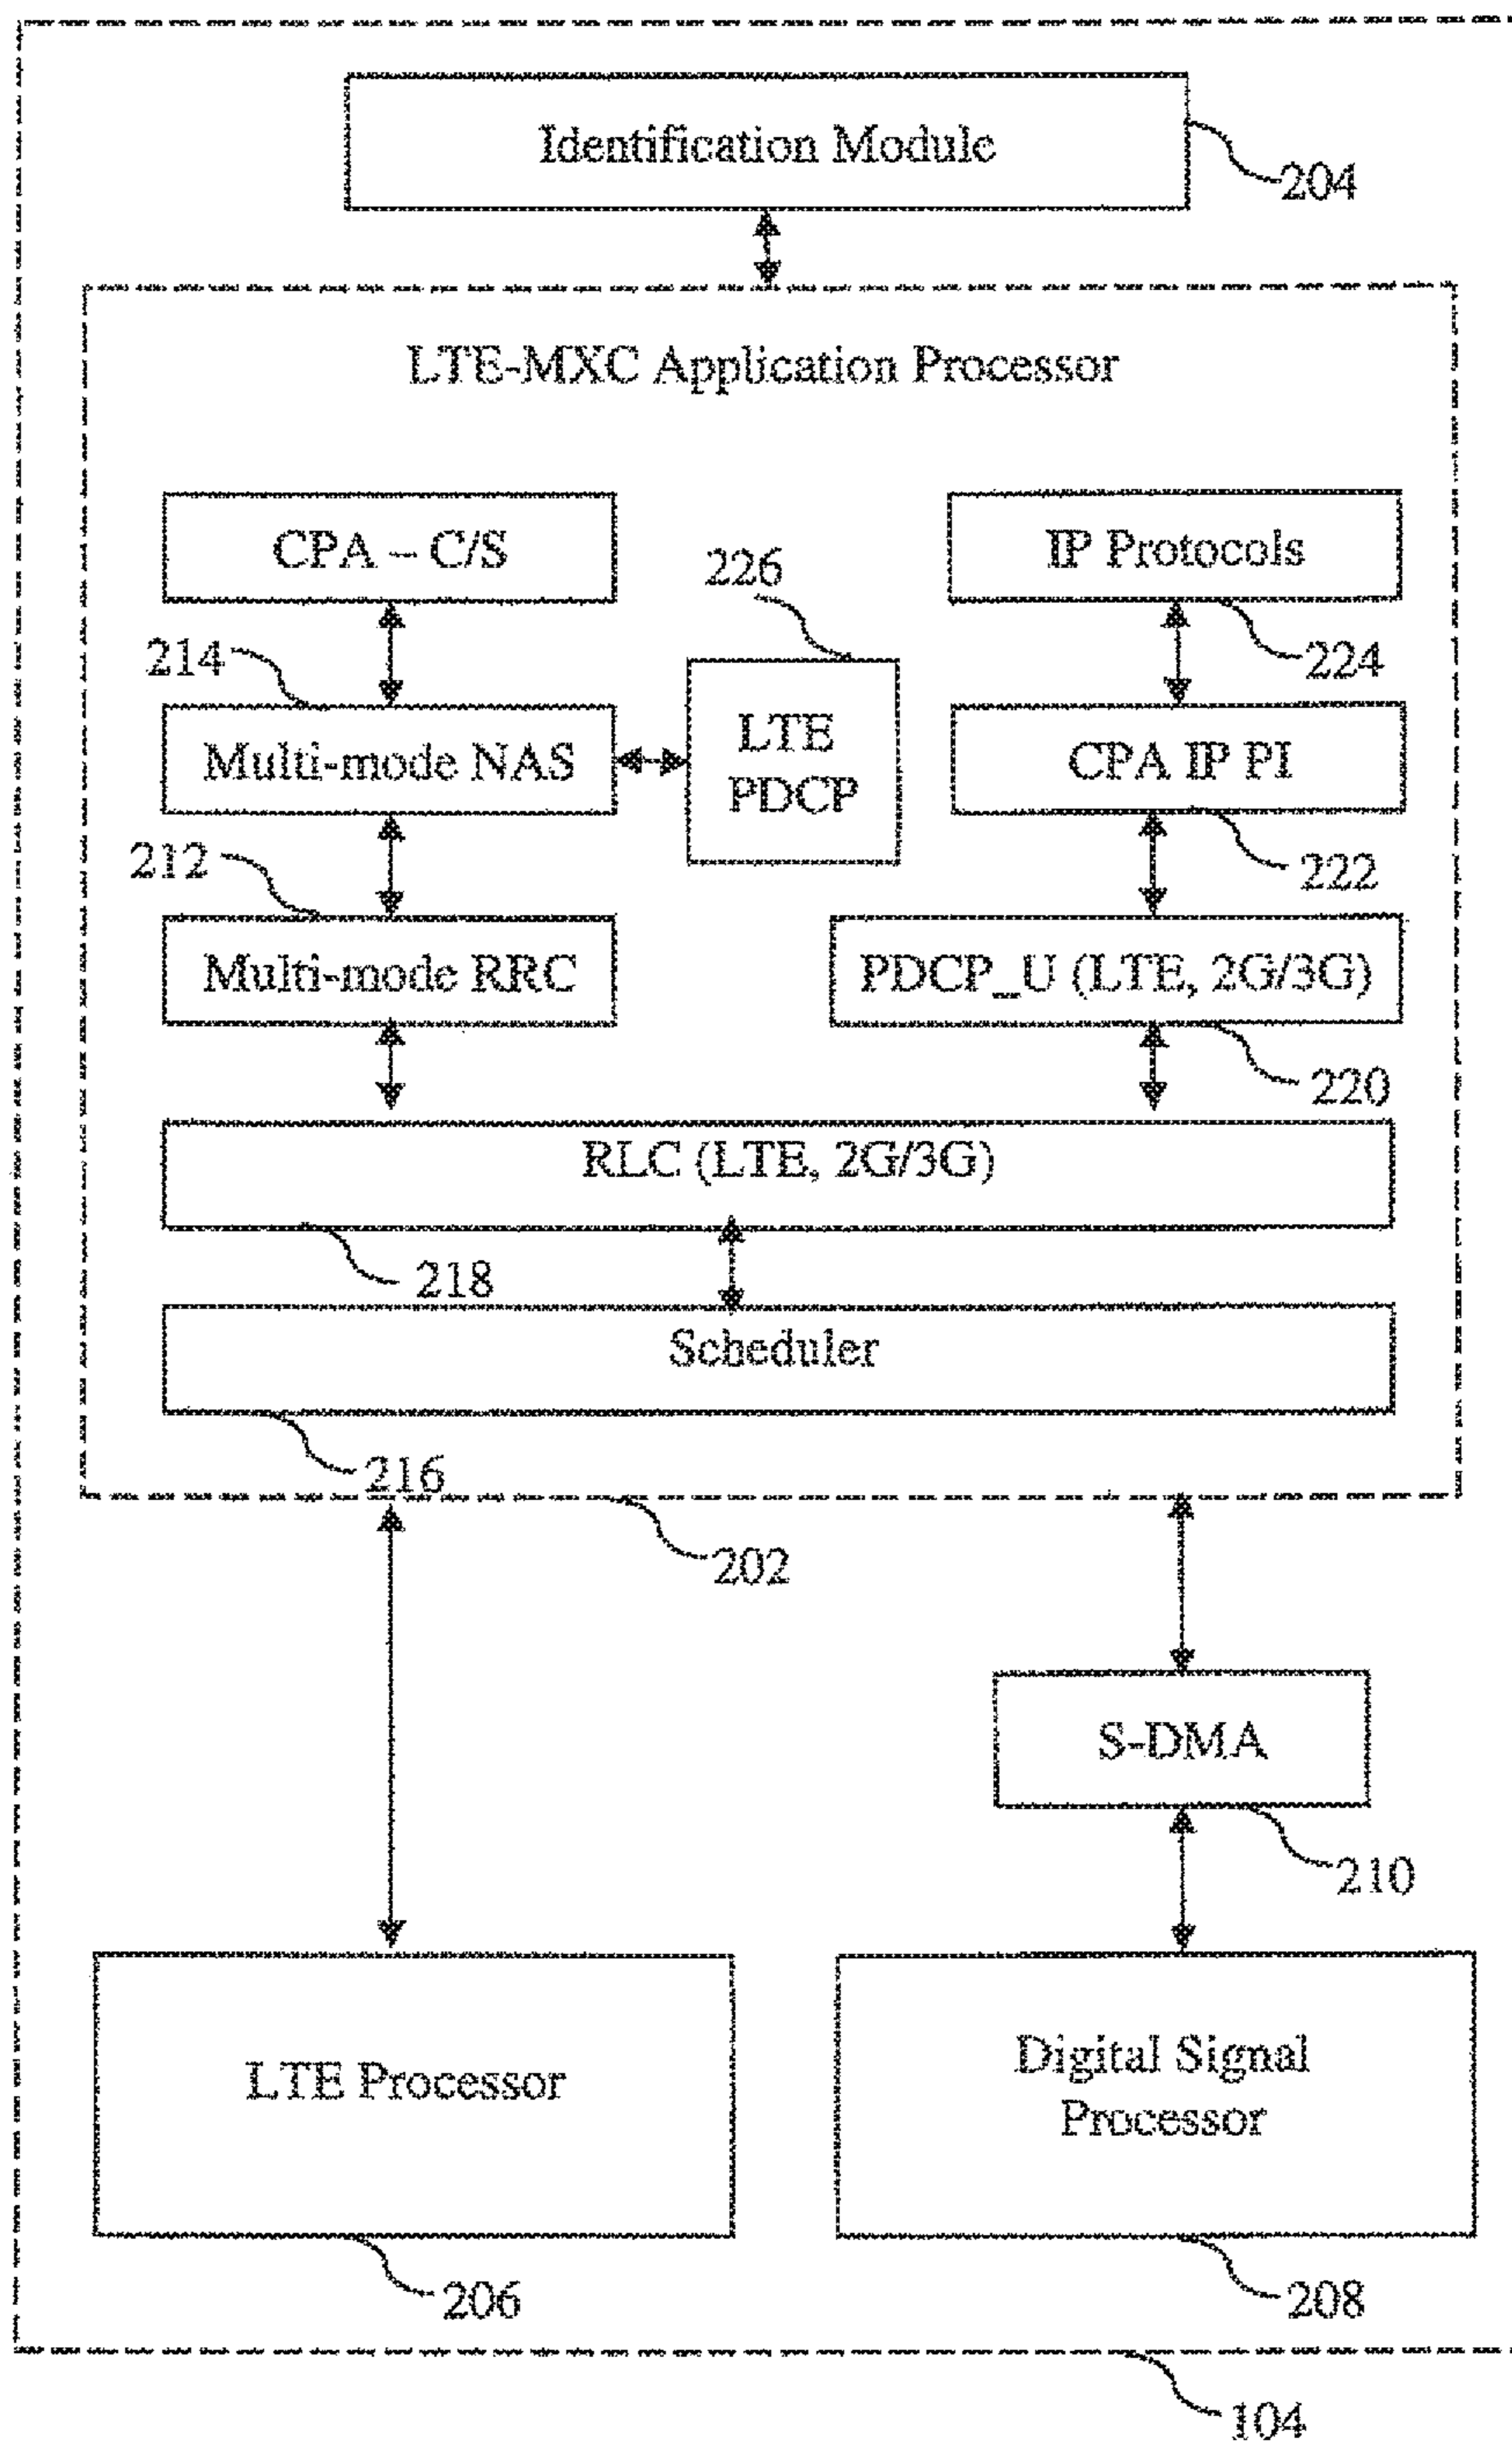 Identification Module
204
LTE-MXC Application Processor
CPA – C/S
IP Protocols
226
214
224
Multi-mode NAS
LTE
PDCP
CPA IP PI
212
222
Multi-mode RRC
PDCP_U (LTE, 2G/3G)
220
RLC (LTE, 2G/3G)
218
Scheduler
216
202
S-DMA
210
LTE Processor
Digital Signal
Processor
206
208
104